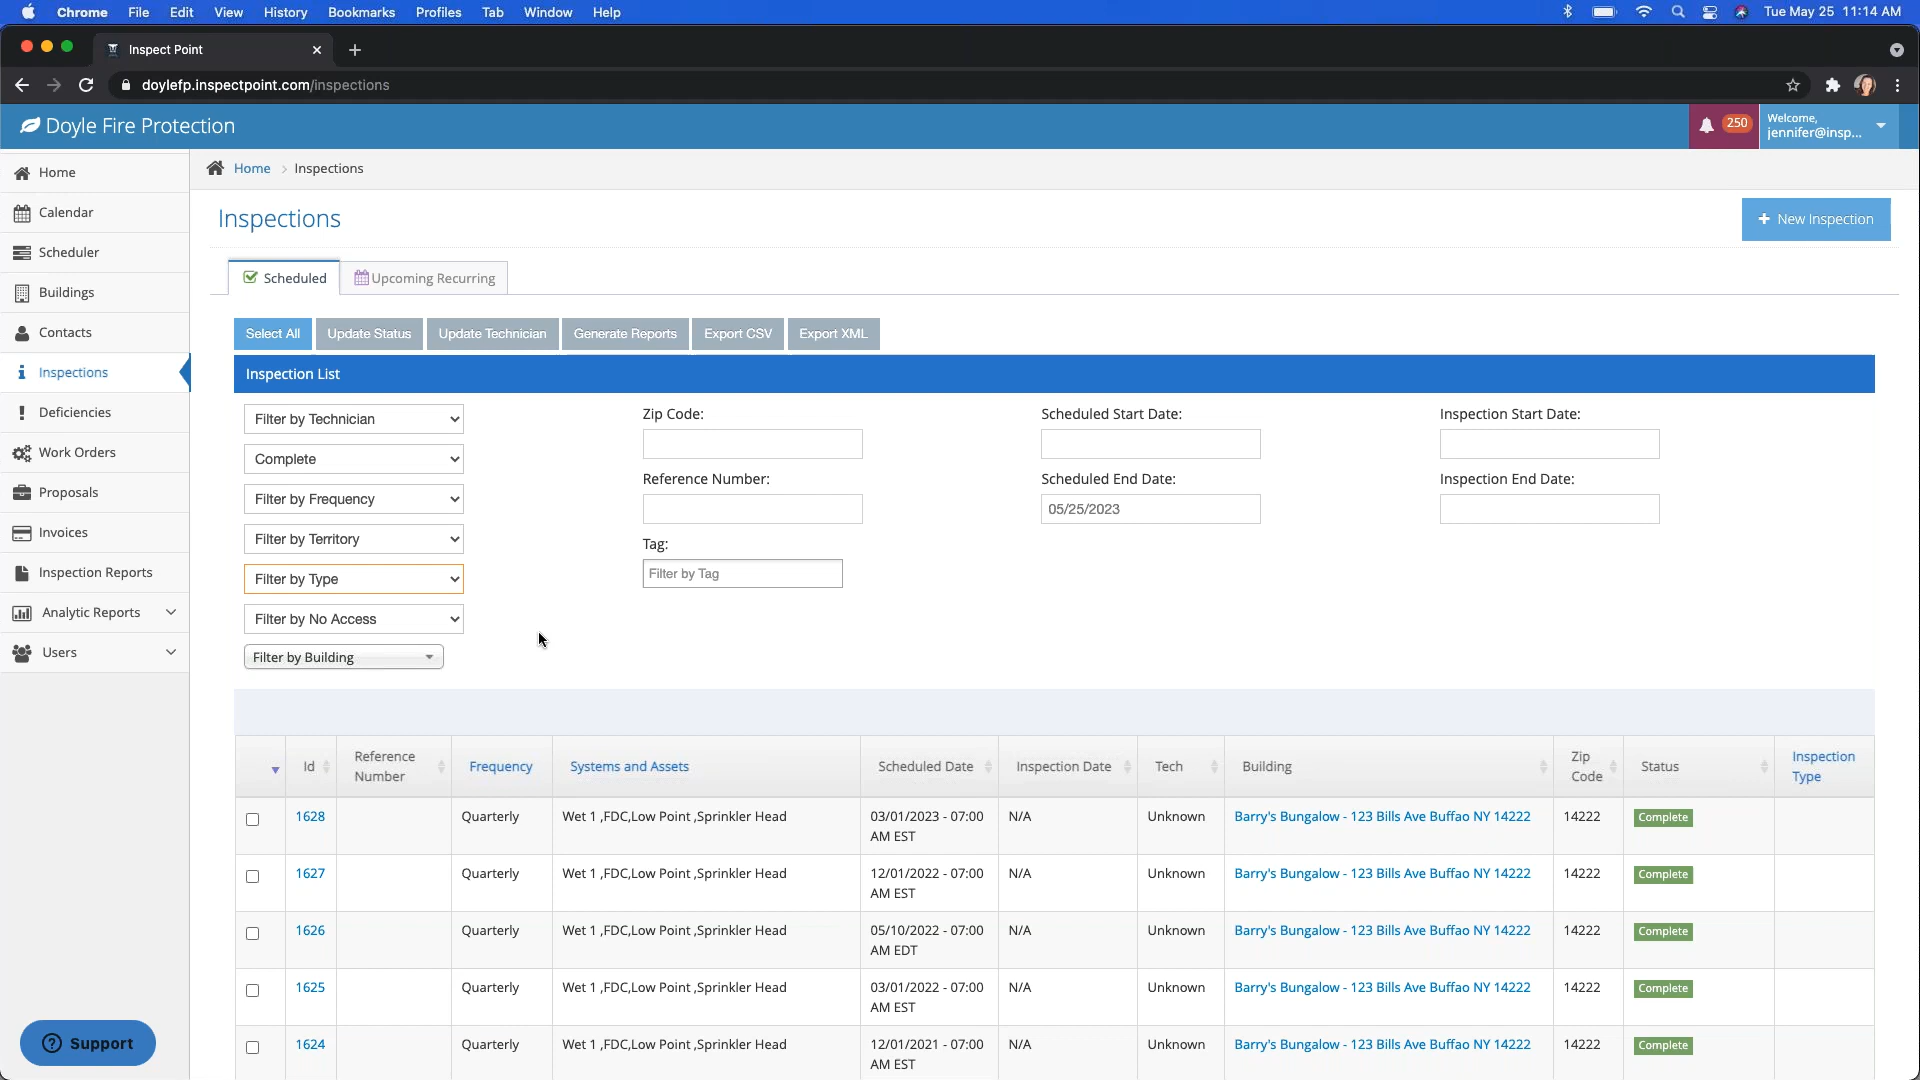 Chrome File Edit View History Bookmarks Profiles Tab Window Help Tue May 25 11:14 AM
Inspect Point
doylefp.inspectpoint.com/inspections
Doyle Fire Protection
250
Welcome,
jennifer@insp...
Home
Calendar
Scheduler
Buildings
Contacts
Inspections
Deficiencies
Work Orders
Proposals
Invoices
Inspection Reports
Analytic Reports
Users
Support
Home > Inspections
Inspections
+ New Inspection
Scheduled Upcoming Recurring
Select All Update Status Update Technician Generate Reports Export CSV Export XML
Inspection List
Filter by Technician
Complete
Filter by Frequency
Filter by Territory
Filter by Type
Filter by No Access
Filter by Building
Zip Code:
Reference Number:
Tag:
Filter by Tag
Scheduled Start Date:
Scheduled End Date:
05/25/2023
Inspection Start Date:
Inspection End Date:
Id Reference Number Frequency Systems and Assets Scheduled Date Inspection Date Tech Building Zip Code Status Inspection Type
1628 Quarterly Wet 1 ,FDC,Low Point ,Sprinkler Head 03/01/2023 - 07:00 AM EST N/A Unknown Barry's Bungalow - 123 Bills Ave Buffao NY 14222 14222 Complete
1627 Quarterly Wet 1 ,FDC,Low Point ,Sprinkler Head 12/01/2022 - 07:00 AM EST N/A Unknown Barry's Bungalow - 123 Bills Ave Buffao NY 14222 14222 Complete
1626 Quarterly Wet 1 ,FDC,Low Point ,Sprinkler Head 05/10/2022 - 07:00 AM EDT N/A Unknown Barry's Bungalow - 123 Bills Ave Buffao NY 14222 14222 Complete
1625 Quarterly Wet 1 ,FDC,Low Point ,Sprinkler Head 03/01/2022 - 07:00 AM EST N/A Unknown Barry's Bungalow - 123 Bills Ave Buffao NY 14222 14222 Complete
1624 Quarterly Wet 1 ,FDC,Low Point ,Sprinkler Head 12/01/2021 - 07:00 AM EST N/A Unknown Barry's Bungalow - 123 Bills Ave Buffao NY 14222 14222 Complete